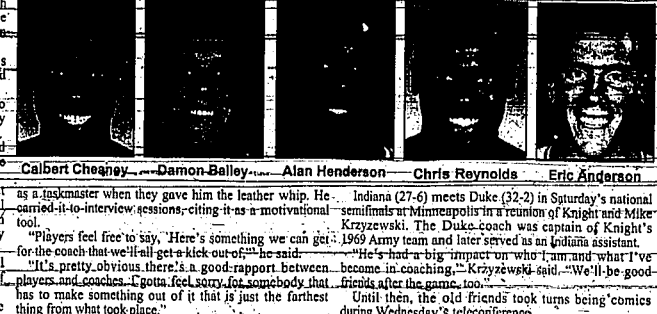 Calbert Cheaney
Damon Bailey
Alan Henderson
Chris Reynolds
Eric Anderson
as a taskmaster when they gave him the leather whip. He
carried it to interview sessions, citing it as a motivational
tool.
"Players feel free to say, 'Here's something we can get
for the coach that we'll all get a kick out of,'" he said.
"It's pretty obvious there's a good rapport between
players and coaches. I gotta feel sorry for somebody that
has to make something out of it that is just the farthest
thing from what took place."
Indiana (27-6) meets Duke (32-2) in Saturday's national
semifinals at Minneapolis in a reunion of Knight and Mike
Krzyzewski. The Duke coach was captain of Knight's
1969 Army team and later served as an Indiana assistant.
"He's had a big impact on who I am and what I've
become in coaching," Krzyzewski said. "We'll be good
friends after the game, too."
Until then, the old friends took turns being comics
during Wednesday's teleconference.